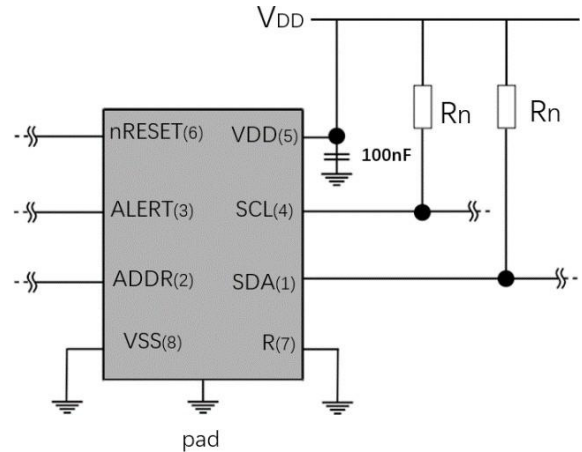 VDD
Rn Rn
nRESET(6) VDD(5) 100nF
ALERT(3) SCL(4)
ADDR(2) SDA(1)
VSS(8) R(7)
pad